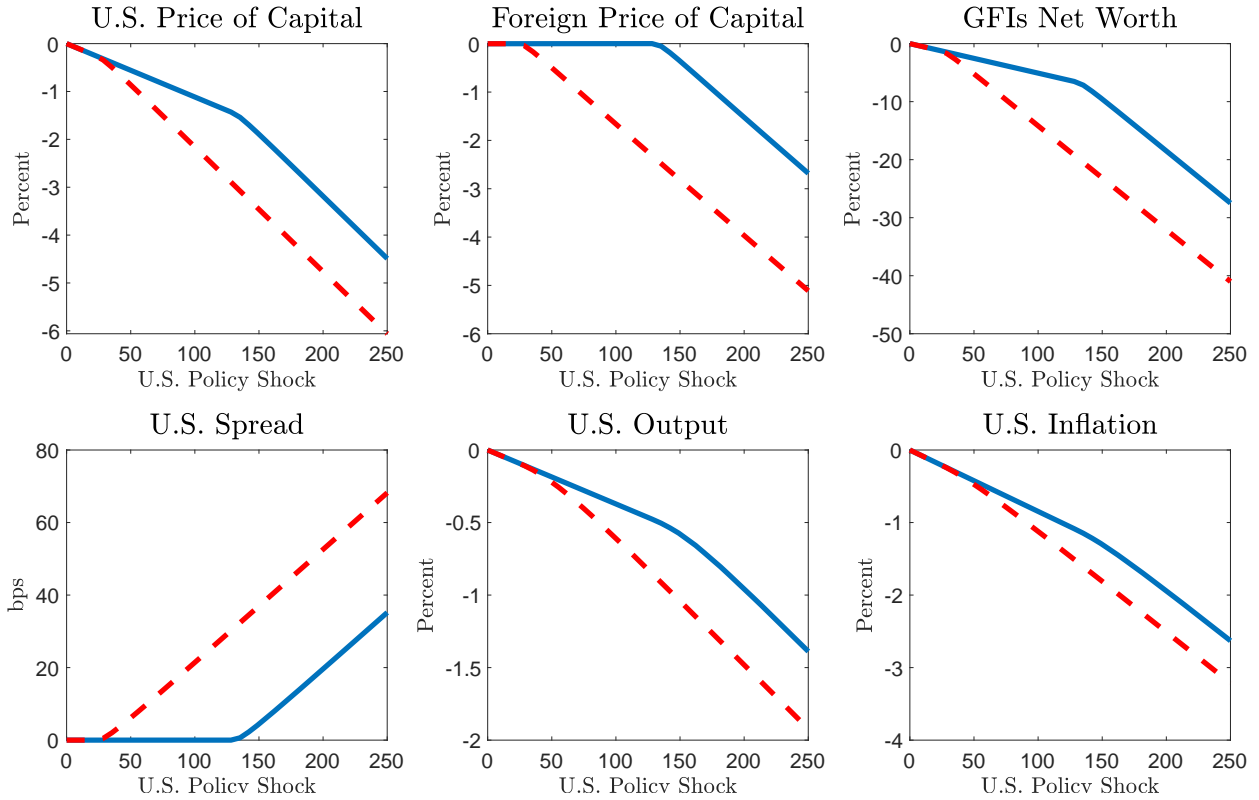 U.S. Price of Capital
0
-1
-2
-3
-4
-5
-6
Percent
0 50 100 150 200 250
U.S. Policy Shock
Foreign Price of Capital
0
-1
-2
-3
-4
-5
-6
Percent
0 50 100 150 200 250
U.S. Policy Shock
GFIs Net Worth
0
-10
-20
-30
-40
-50
Percent
0 50 100 150 200 250
U.S. Policy Shock
U.S. Spread
80
60
40
20
0
bps
0 50 100 150 200 250
U.S. Policy Shock
U.S. Output
0
-0.5
-1
-1.5
-2
Percent
0 50 100 150 200 250
U.S. Policy Shock
U.S. Inflation
0
-1
-2
-3
-4
Percent
0 50 100 150 200 250
U.S. Policy Shock